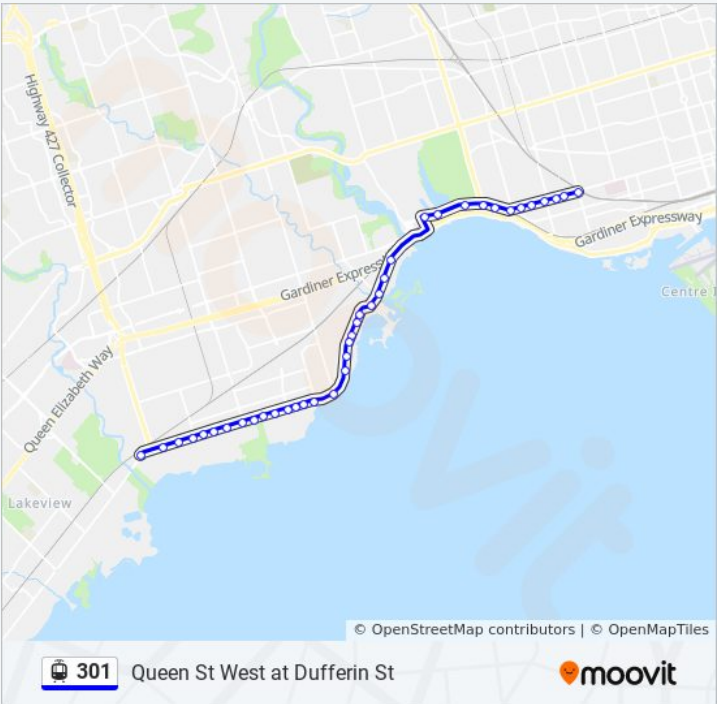 Highway 427 Collector
Gardiner Expressway
Centre I
Gardiner Express
Queen Elizabeth Way
Lakeview
© OpenStreetMap contributors | © OpenMapTiles
301 Queen St West at Dufferin St
moovit